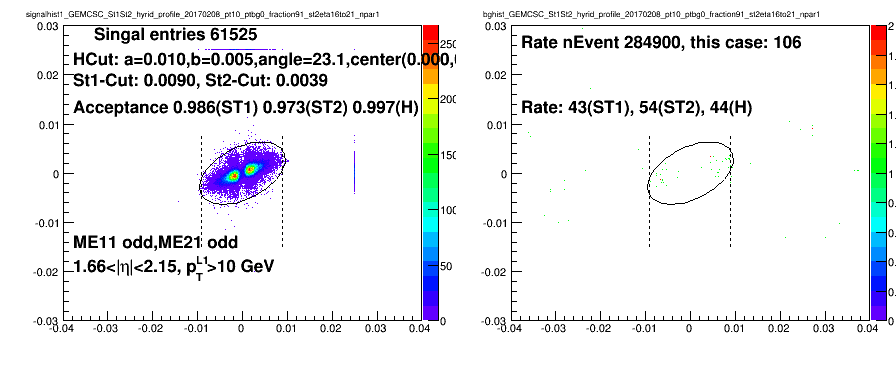 signalhist1_GEMCSC_St1St2_hyrid_profile_20170208_pt10_ptbg0_fraction91_st2eta16to21_npar1
0.03
Singal entries 61525
HCut: a=0.010,b=0.005,angle=23.1,center(0.000,
0.02
St1-Cut: 0.0090, St2-Cut: 0.0039
Acceptance 0.986(ST1) 0.973(ST2) 0.997(H)
0.01
0
-0.01
ME11 odd,ME21 odd
1.66<|η|<2.15, p_T^L1>10 GeV
-0.02
-0.03
-0.04 -0.03 -0.02 -0.01 0 0.01 0.02 0.03 0.04
250
200
150
100
50
0
bghist1_GEMCSC_St1St2_hyrid_profile_20170208_pt10_ptbg0_fraction91_st2eta16to21_npar1
0.03
Rate nEvent 284900, this case: 106
0.02
Rate: 43(ST1), 54(ST2), 44(H)
0.01
0
-0.01
-0.02
-0.03
-0.04 -0.03 -0.02 -0.01 0 0.01 0.02 0.03 0.04